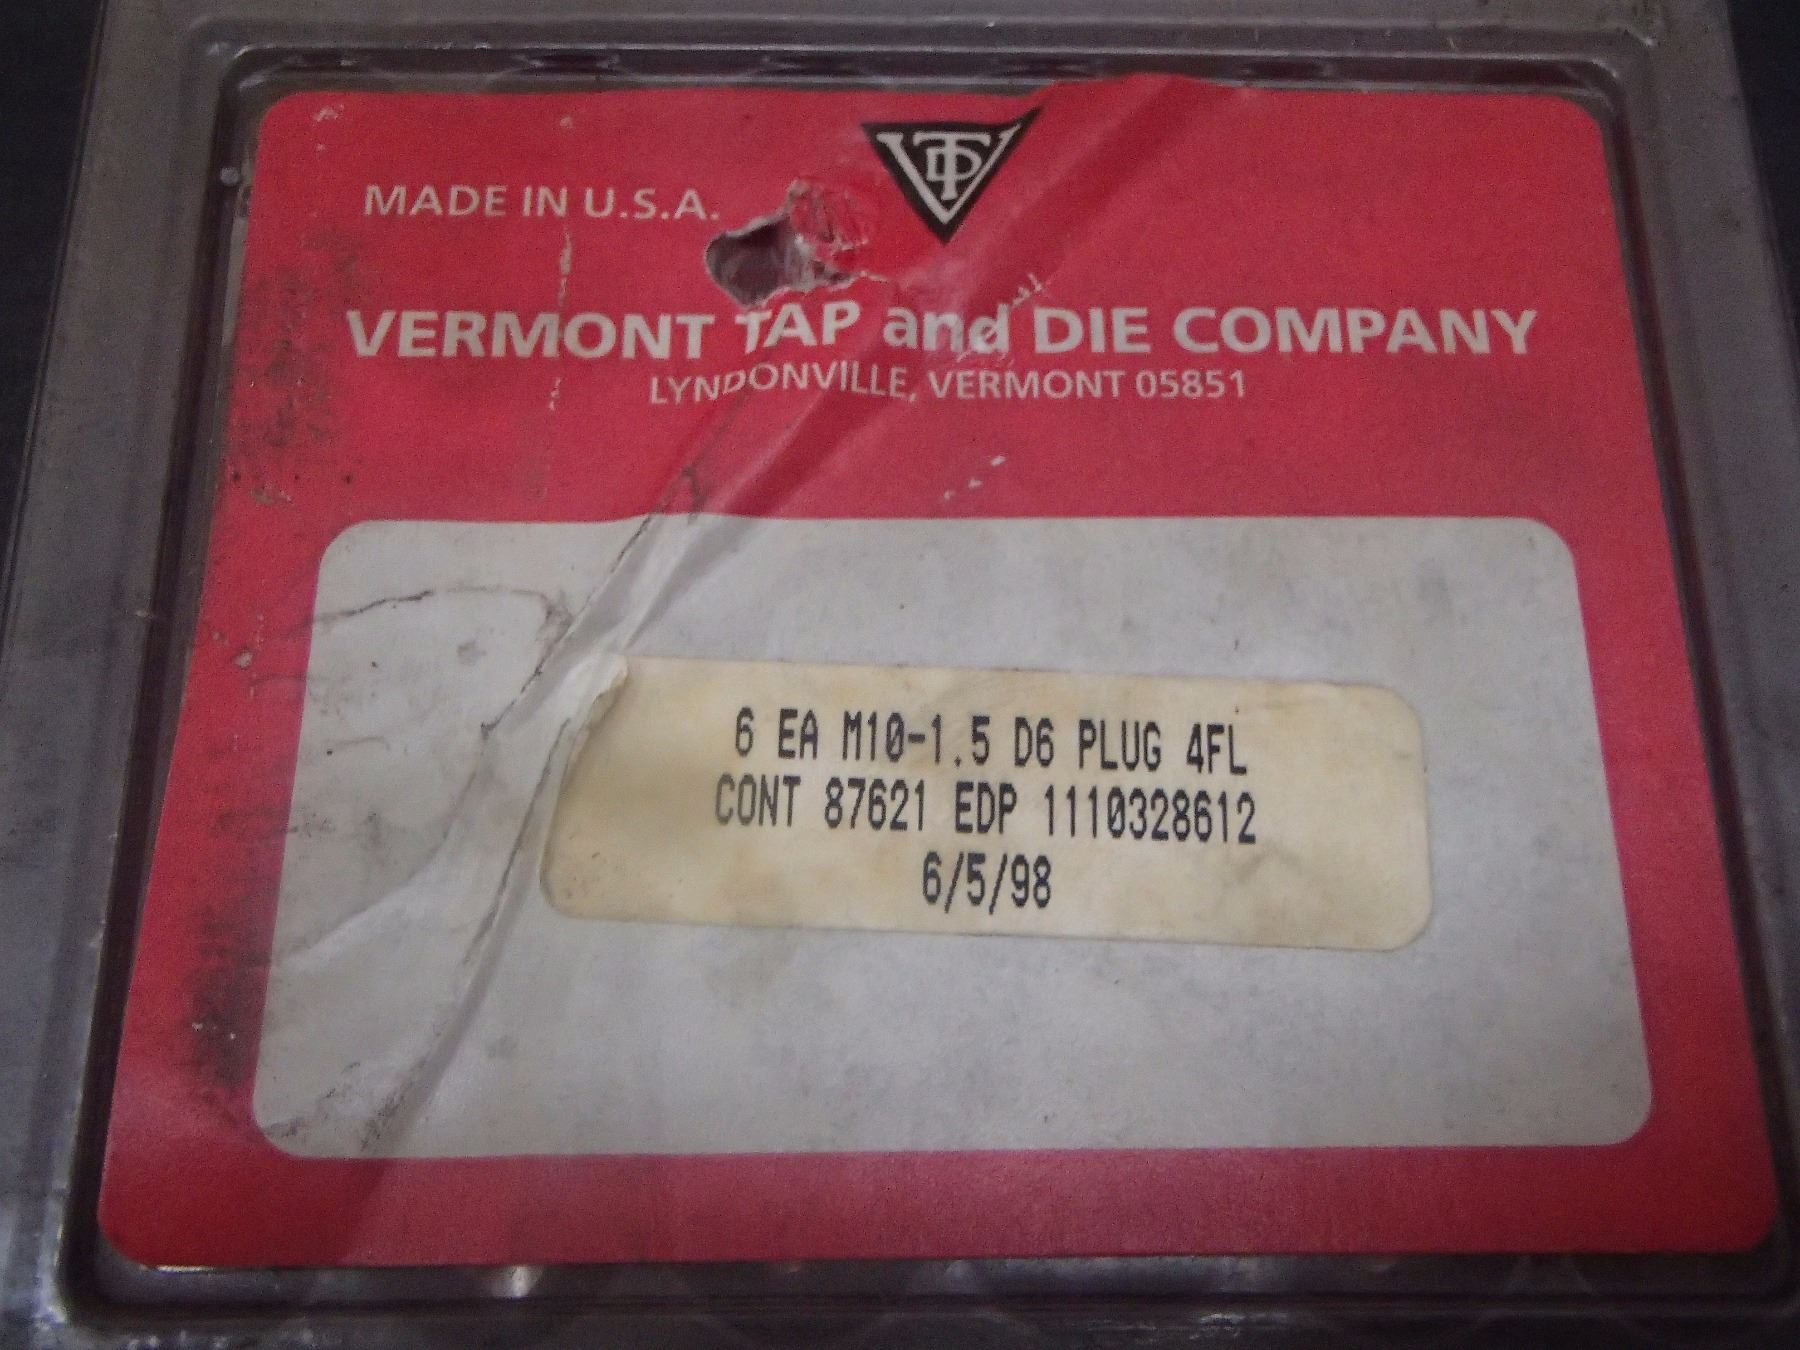 VTD
MADE IN U.S.A.
VERMONT TAP and DIE COMPANY
LYNDONVILLE, VERMONT 05851
6 EA M10-1.5 D6 PLUG 4FL
CONT 87621 EDP 1110328612
6/5/98